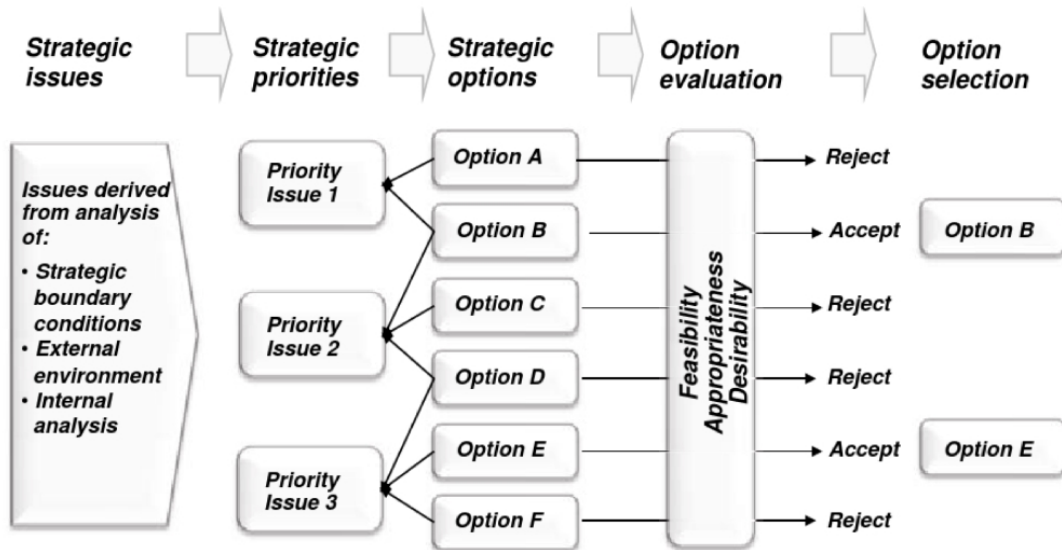 Strategic
issues
Strategic
priorities
Strategic
options
Option
evaluation
Option
selection
Issues derived
from analysis
of:
• Strategic
boundary
conditions
• External
environment
• Internal
analysis
Priority
Issue 1
Priority
Issue 2
Priority
Issue 3
Option A
Option B
Option C
Option D
Option E
Option F
Feasibility
Appropriateness
Desirability
Reject
Accept
Reject
Reject
Accept
Reject
Option B
Option E